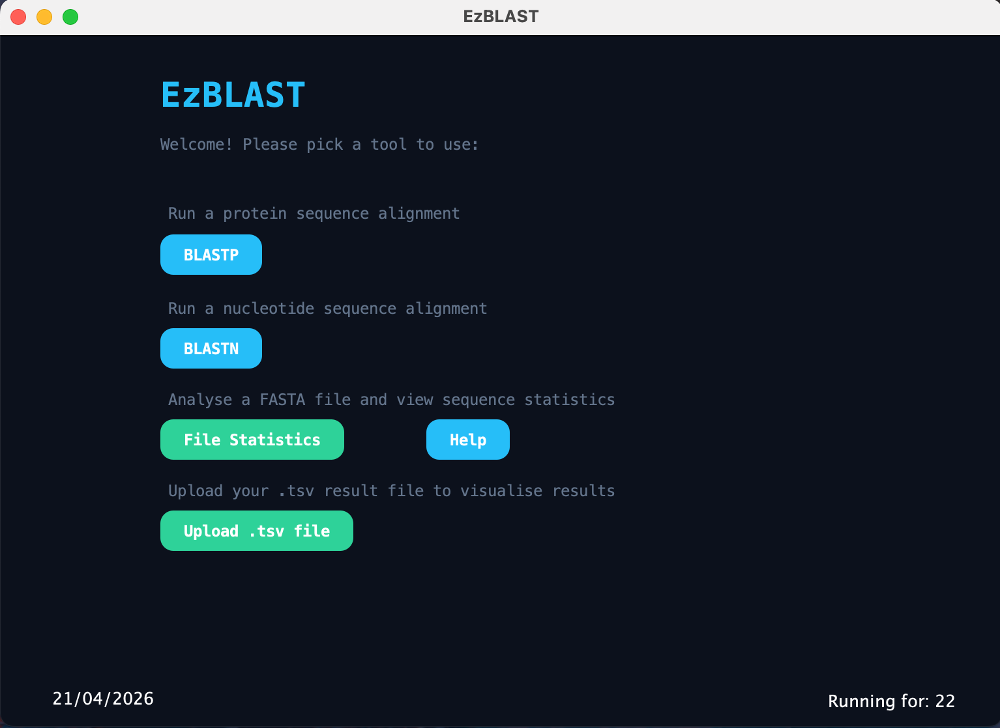 EzBLAST
EzBLAST
Welcome! Please pick a tool to use:
Run a protein sequence alignment
BLASTP
Run a nucleotide sequence alignment
BLASTN
Analyse a FASTA file and view sequence statistics
File Statistics Help
Upload your .tsv result file to visualise results
Upload .tsv file
21/04/2026 Running for: 22